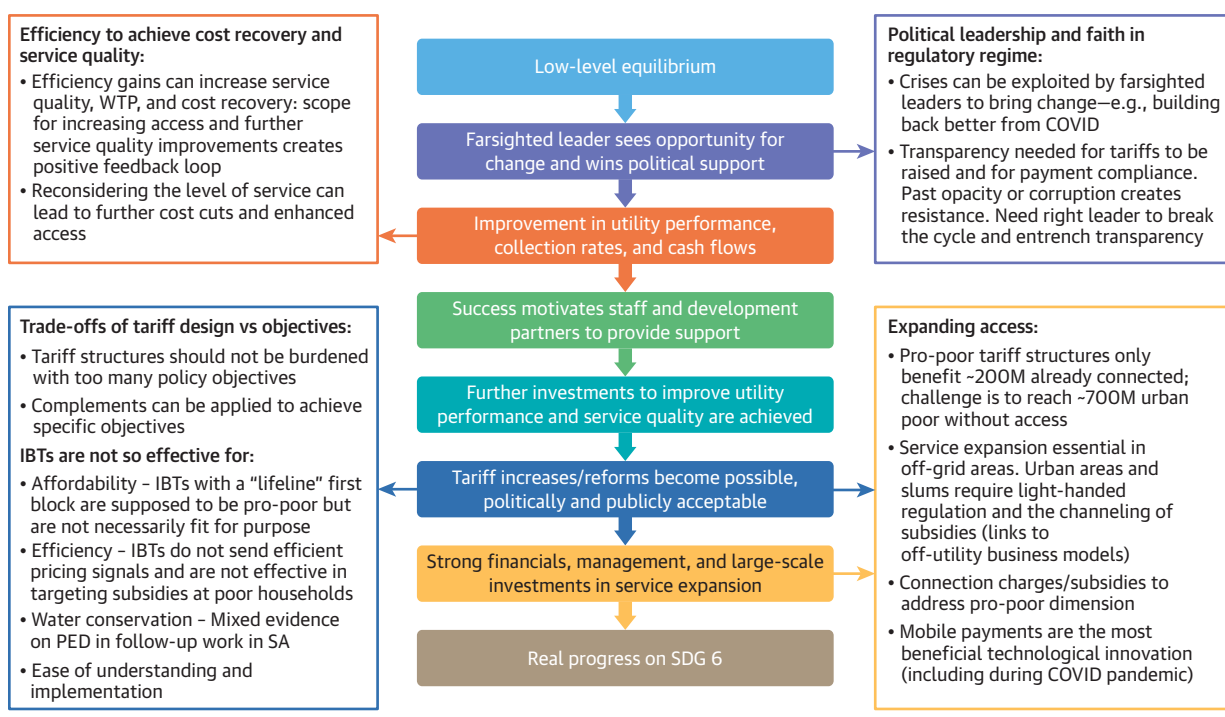 Efficiency to achieve cost recovery and
service quality:
• Efficiency gains can increase service
quality, WTP, and cost recovery: scope
for increasing access and further
service quality improvements creates
positive feedback loop
• Reconsidering the level of service can
lead to further cost cuts and enhanced
access
Trade-offs of tariff design vs objectives:
• Tariff structures should not be burdened
with too many policy objectives
• Complements can be applied to achieve
specific objectives
IBTs are not so effective for:
• Affordability – IBTs with a “lifeline” first
block are supposed to be pro-poor but
are not necessarily fit for purpose
• Efficiency – IBTs do not send efficient
pricing signals and are not effective in
targeting subsidies at poor households
• Water conservation – Mixed evidence
on PED in follow-up work in SA
• Ease of understanding and
implementation
Low-level equilibrium
Farsighted leader sees opportunity for
change and wins political support
Improvement in utility performance,
collection rates, and cash flows
Success motivates staff and development
partners to provide support
Further investments to improve utility
performance and service quality are achieved
Tariff increases/reforms become possible,
politically and publicly acceptable
Strong financials, management, and large-scale
investments in service expansion
Real progress on SDG 6
Political leadership and faith in
regulatory regime:
• Crises can be exploited by farsighted
leaders to bring change—e.g., building
back better from COVID
• Transparency needed for tariffs to be
raised and for payment compliance.
Past opacity or corruption creates
resistance. Need right leader to break
the cycle and entrench transparency
Expanding access:
• Pro-poor tariff structures only
benefit ~200M already connected;
challenge is to reach ~700M urban
poor without access
• Service expansion essential in
off-grid areas. Urban areas and
slums require light-handed
regulation and the channeling of
subsidies (links to
off-utility business models)
• Connection charges/subsidies to
address pro-poor dimension
• Mobile payments are the most
beneficial technological innovation
(including during COVID pandemic)